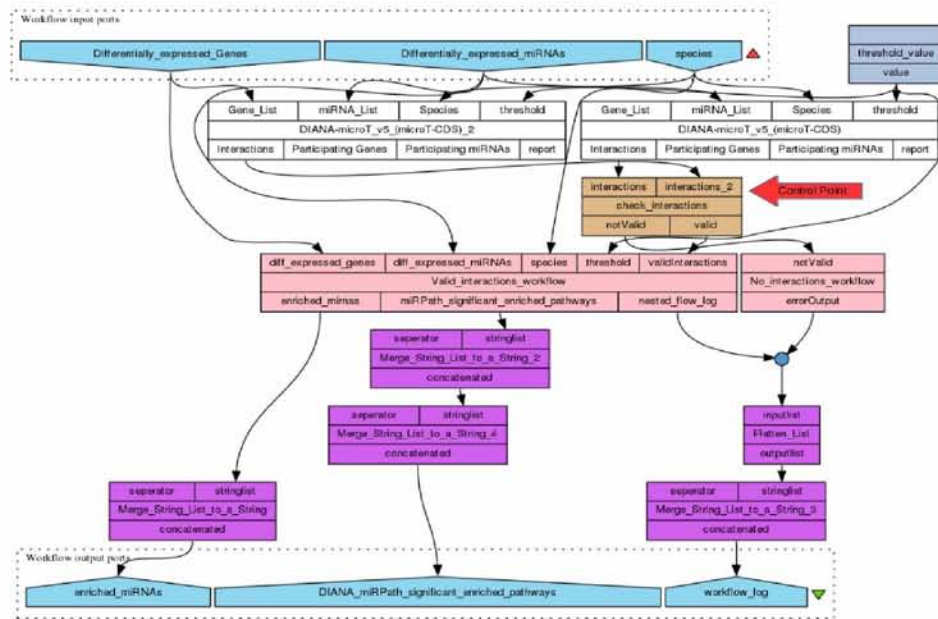 Workflow input ports
Differentially_expressed_Genes Differentially_expressed_miRNAs species
threshold_value
value
Gene_List miRNA_List Species threshold
DIANA-microT_v5_(microT-CDS)_2
Interactions Participating Genes Participating miRNAs report
Gene_List miRNA_List Species threshold
DIANA-microT_v5_(microT-CDS)
Interactions Participating Genes Participating miRNAs report
interactions interactions_2
check_interactions
notValid valid
Control Point
diff_expressed_genes diff_expressed_miRNAs species threshold validInteractions
Valid_interactions_workflow
enriched_mirnas miRPath_significant_enriched_pathways nested_flow_log
notValid
No_interactions_workflow
errorOutput
seperator stringlist
Merge_String_List_to_a_String_2
concatenated
seperator stringlist
Merge_String_List_to_a_String_4
concatenated
inputlist
Flatten_List
outputlist
seperator stringlist
Merge_String_List_to_a_String
concatenated
seperator stringlist
Merge_String_List_to_a_String_3
concatenated
Workflow output ports
enriched_miRNAs DIANA_miRPath_significant_enriched_pathways workflow_log